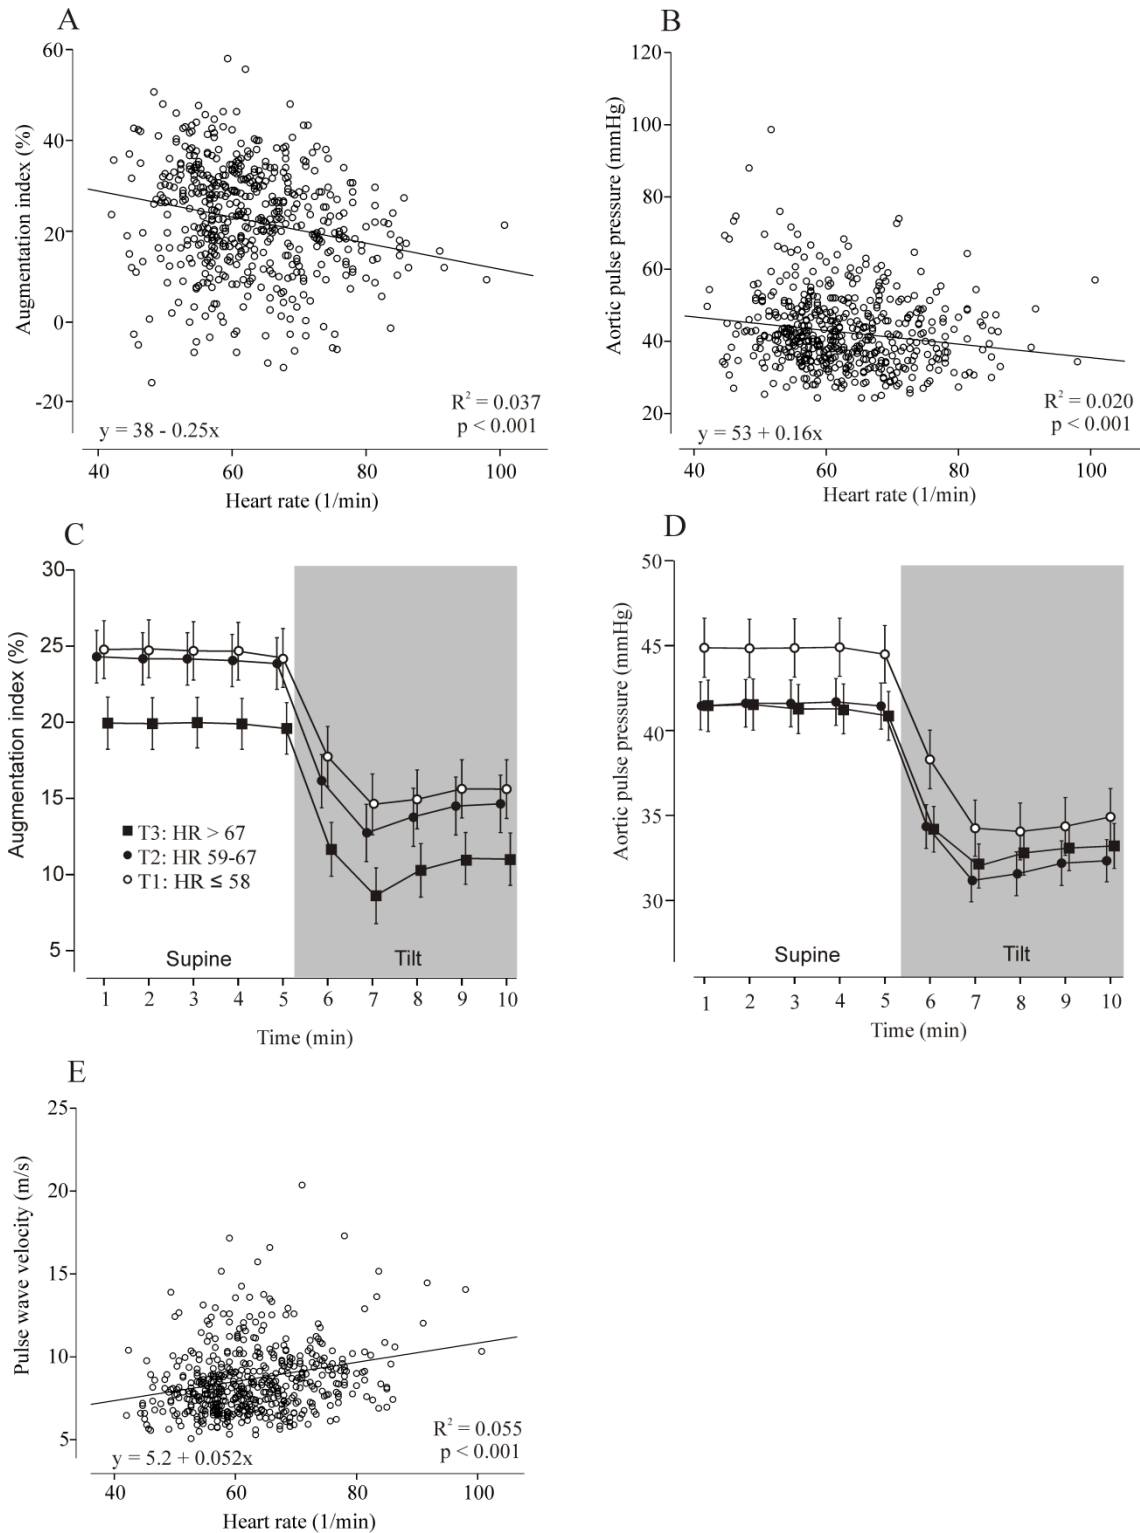 A
60
40
20
0
-20
Augmentation index (%)
R² = 0.037
p < 0.001
y = 38 - 0.25x
40 60 80 100
Heart rate (1/min)
B
120
100
80
60
40
20
Aortic pulse pressure (mmHg)
R² = 0.020
p < 0.001
y = 53 + 0.16x
40 60 80 100
Heart rate (1/min)
C
30
25
20
15
10
5
Augmentation index (%)
T3: HR > 67
T2: HR 59-67
T1: HR ≤ 58
Supine Tilt
1 2 3 4 5 6 7 8 9 10
Time (min)
D
50
45
40
35
30
Aortic pulse pressure (mmHg)
Supine Tilt
1 2 3 4 5 6 7 8 9 10
Time (min)
E
25
20
15
10
5
Pulse wave velocity (m/s)
R² = 0.055
p < 0.001
y = 5.2 + 0.052x
40 60 80 100
Heart rate (1/min)